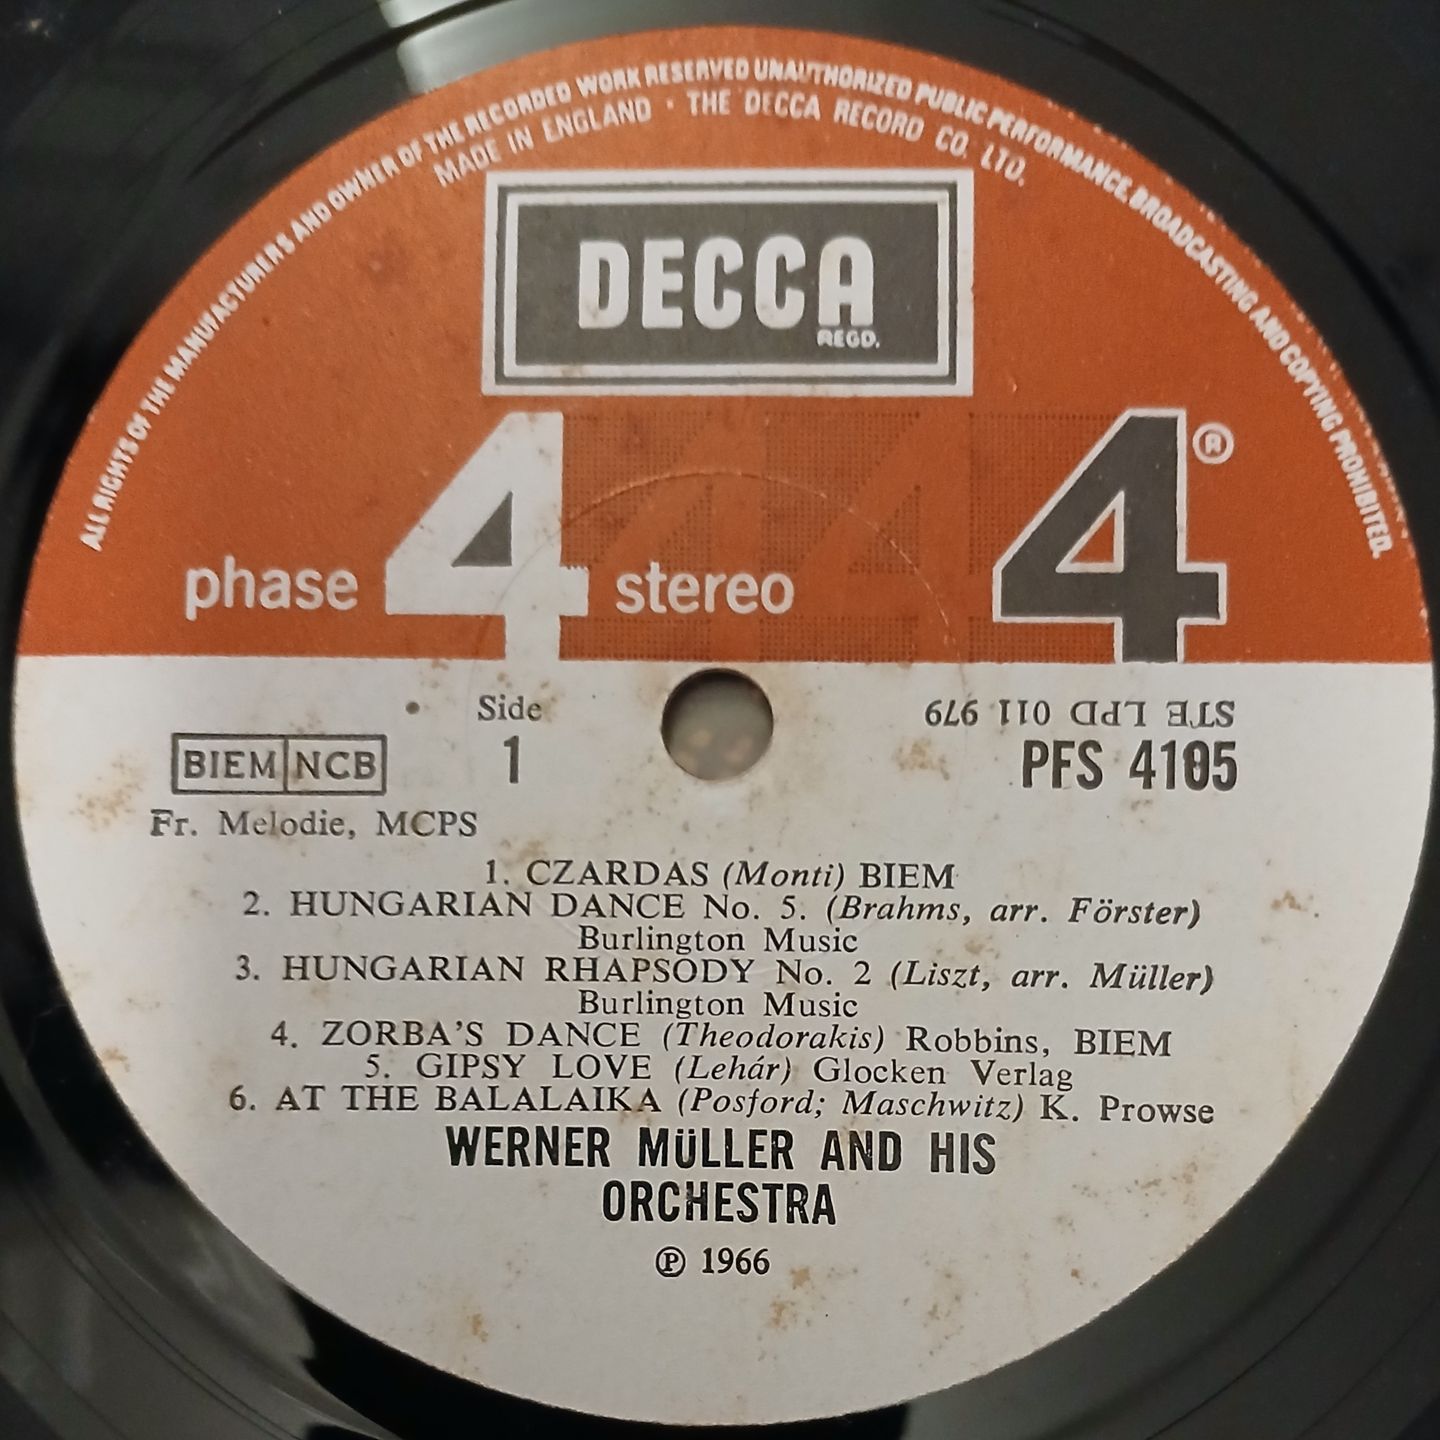 ALL RIGHTS OF THE MANUFACTURERS AND OWNER OF THE RECORDED WORK RESERVED UNAUTHORIZED PUBLIC PERFORMANCE, BROADCASTING AND COPYING PROHIBITED.
MADE IN ENGLAND · THE DECCA RECORD CO. LTD.
DECCA
REGD.
phase 4 stereo 4®
Side
1
STE LPD 011 979
PFS 4105
BIEM NCB
Fr. Melodie, MCPS
1. CZARDAS (Monti) BIEM
2. HUNGARIAN DANCE No. 5. (Brahms, arr. Förster)
Burlington Music
3. HUNGARIAN RHAPSODY No. 2 (Liszt, arr. Müller)
Burlington Music
4. ZORBA'S DANCE (Theodorakis) Robbins, BIEM
5. GIPSY LOVE (Lehár) Glocken Verlag
6. AT THE BALALAIKA (Posford; Maschwitz) K. Prowse
WERNER MÜLLER AND HIS
ORCHESTRA
℗ 1966